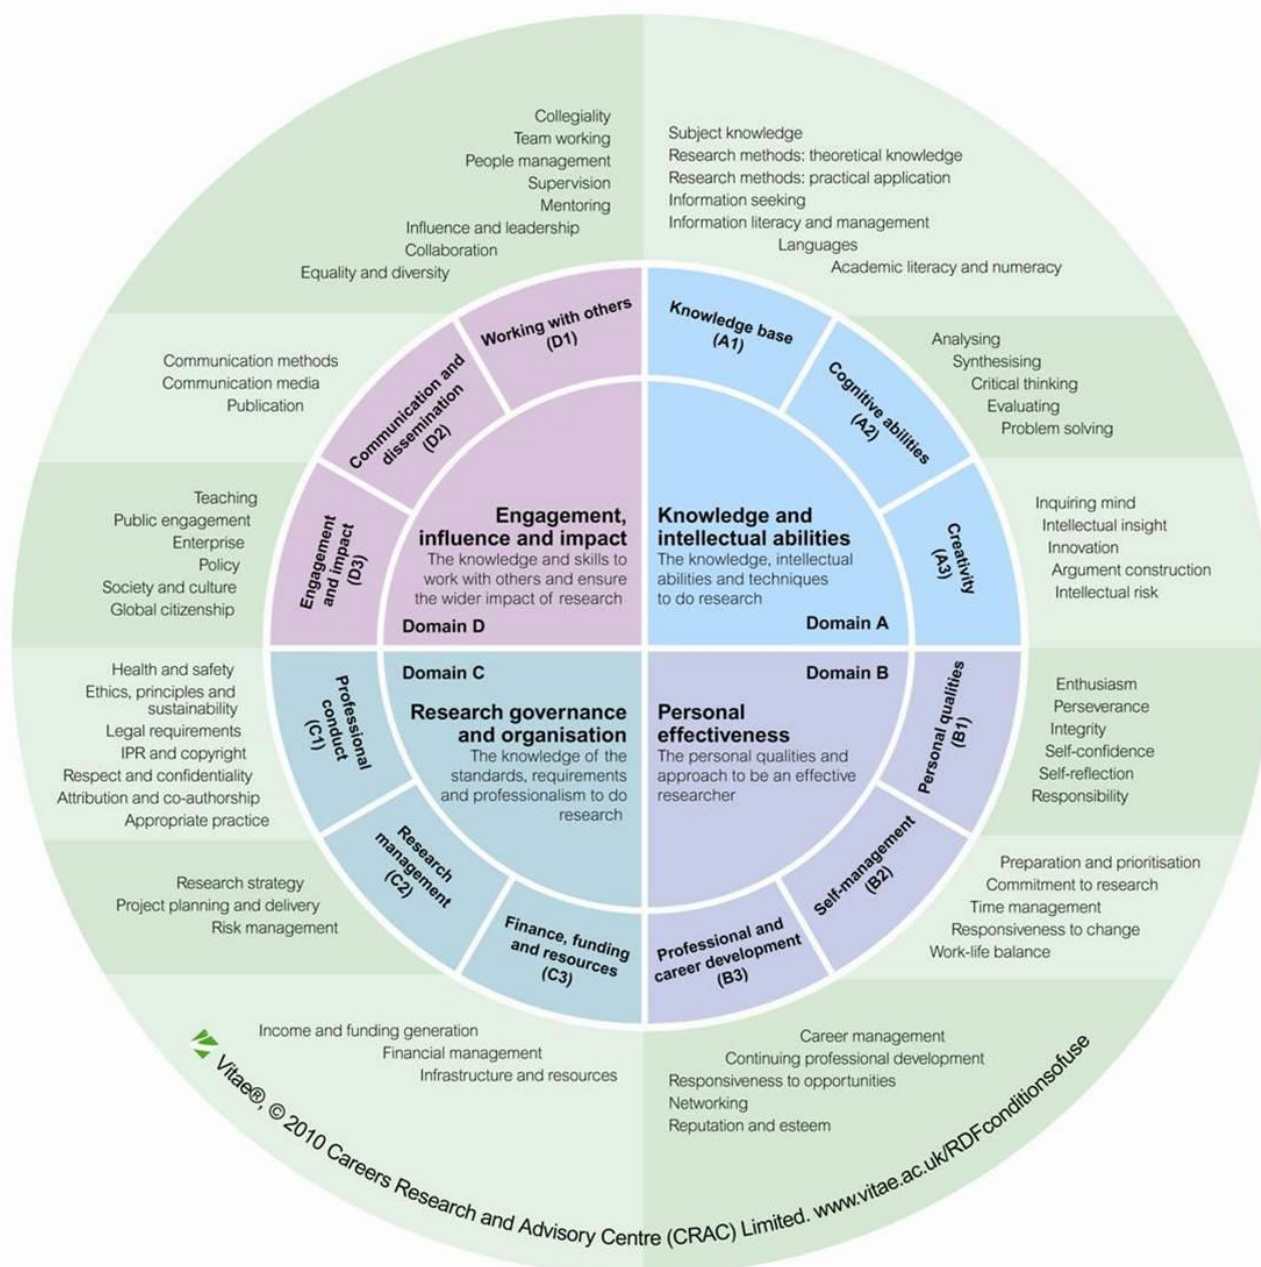 Collegiality
Team working
People management
Supervision
Mentoring
Influence and leadership
Collaboration
Equality and diversity
Subject knowledge
Research methods: theoretical knowledge
Research methods: practical application
Information seeking
Information literacy and management
Languages
Academic literacy and numeracy
Working with others
(D1)
Knowledge base
(A1)
Communication methods
Communication media
Publication
Communication and
dissemination
(D2)
Cognitive abilities
(A2)
Analysing
Synthesising
Critical thinking
Evaluating
Problem solving
Teaching
Public engagement
Enterprise
Policy
Society and culture
Global citizenship
Engagement
and impact
(D3)
Engagement,
influence and impact
The knowledge and skills to
work with others and ensure
the wider impact of research
Domain D
Knowledge and
intellectual abilities
The knowledge, intellectual
abilities and techniques
to do research
Domain A
Creativity
(A3)
Inquiring mind
Intellectual insight
Innovation
Argument construction
Intellectual risk
Health and safety
Ethics, principles and
sustainability
Legal requirements
IPR and copyright
Respect and confidentiality
Attribution and co-authorship
Appropriate practice
Professional
conduct
(C1)
Domain C
Research governance
and organisation
The knowledge of the
standards, requirements
and professionalism to do
research
Domain B
Personal
effectiveness
The personal qualities and
approach to be an effective
researcher
Personal qualities
(B1)
Enthusiasm
Perseverance
Integrity
Self-confidence
Self-reflection
Responsibility
Research strategy
Project planning and delivery
Risk management
Research
management
(C2)
Self-management
(B2)
Preparation and prioritisation
Commitment to research
Time management
Responsiveness to change
Work-life balance
Finance, funding
and resources
(C3)
Professional and
career development
(B3)
Income and funding generation
Financial management
Infrastructure and resources
Career management
Continuing professional development
Responsiveness to opportunities
Networking
Reputation and esteem
Vitae®, © 2010 Careers Research and Advisory Centre (CRAC) Limited. www.vitae.ac.uk/RDFconditionsofuse